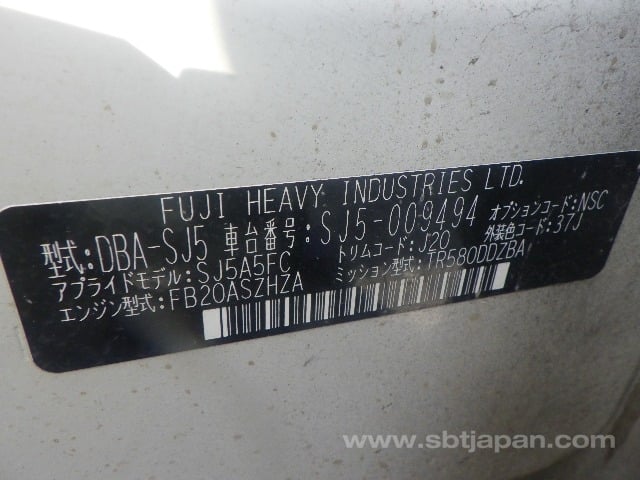 FUJI HEAVY INDUSTRIES LTD.
型式: DBA-SJ5 車台番号: SJ5-009494 オプションコード: NSC
アプライドモデル: SJ5A5FC トリムコード: J20 外装色コード: 37J
エンジン型式: FB20ASZHZA ミッション型式: TR580DDZBA
www.sbtjapan.com